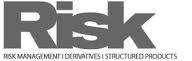 Risk
RISK MANAGEMENT | DERIVATIVES | STRUCTURED PRODUCTS